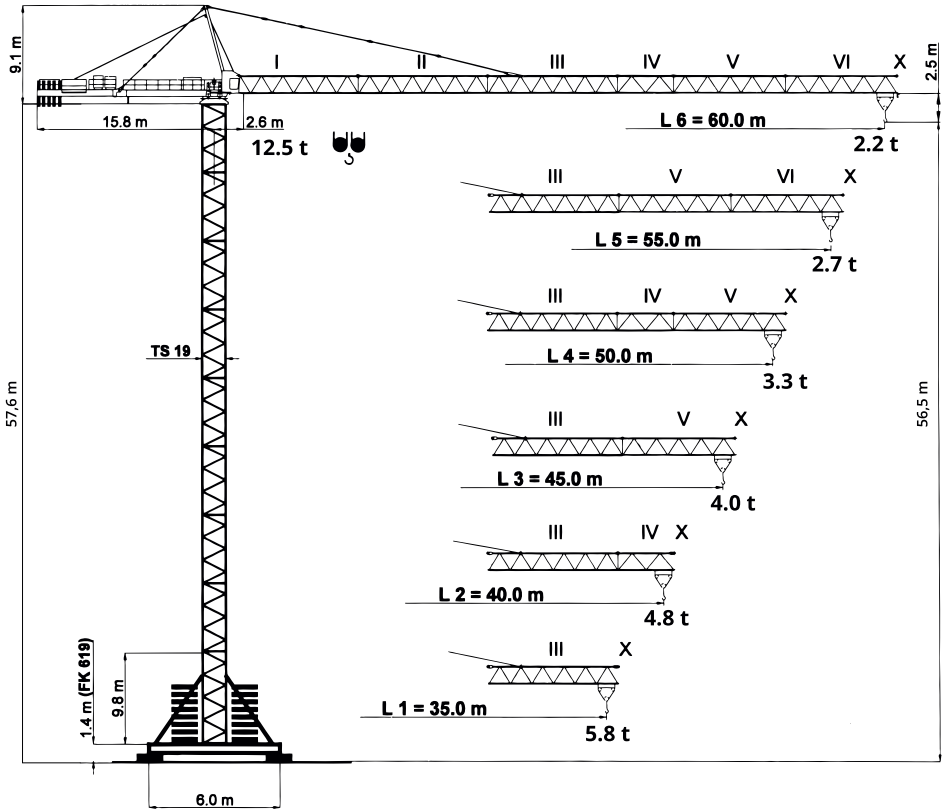 9.1 m
I II III IV V VI X
2.5 m
15.8 m
2.6 m
L 6 = 60.0 m
12.5 t
2.2 t
III V VI X
L 5 = 55.0 m
2.7 t
III IV V X
TS 19
L 4 = 50.0 m
3.3 t
57,6 m
56,5 m
III V X
L 3 = 45.0 m
4.0 t
III IV X
L 2 = 40.0 m
4.8 t
1.4 m (FK 619)
9.8 m
III X
L 1 = 35.0 m
5.8 t
6.0 m